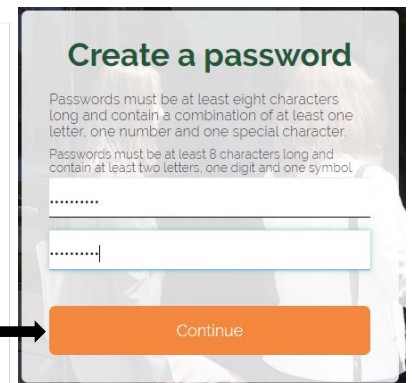 Create a password
Passwords must be at least eight characters
long and contain a combination of at least one
letter, one number and one special character.
Passwords must be at least 8 characters long and
contain at least two letters, one digit and one symbol
..........
..........
Continue